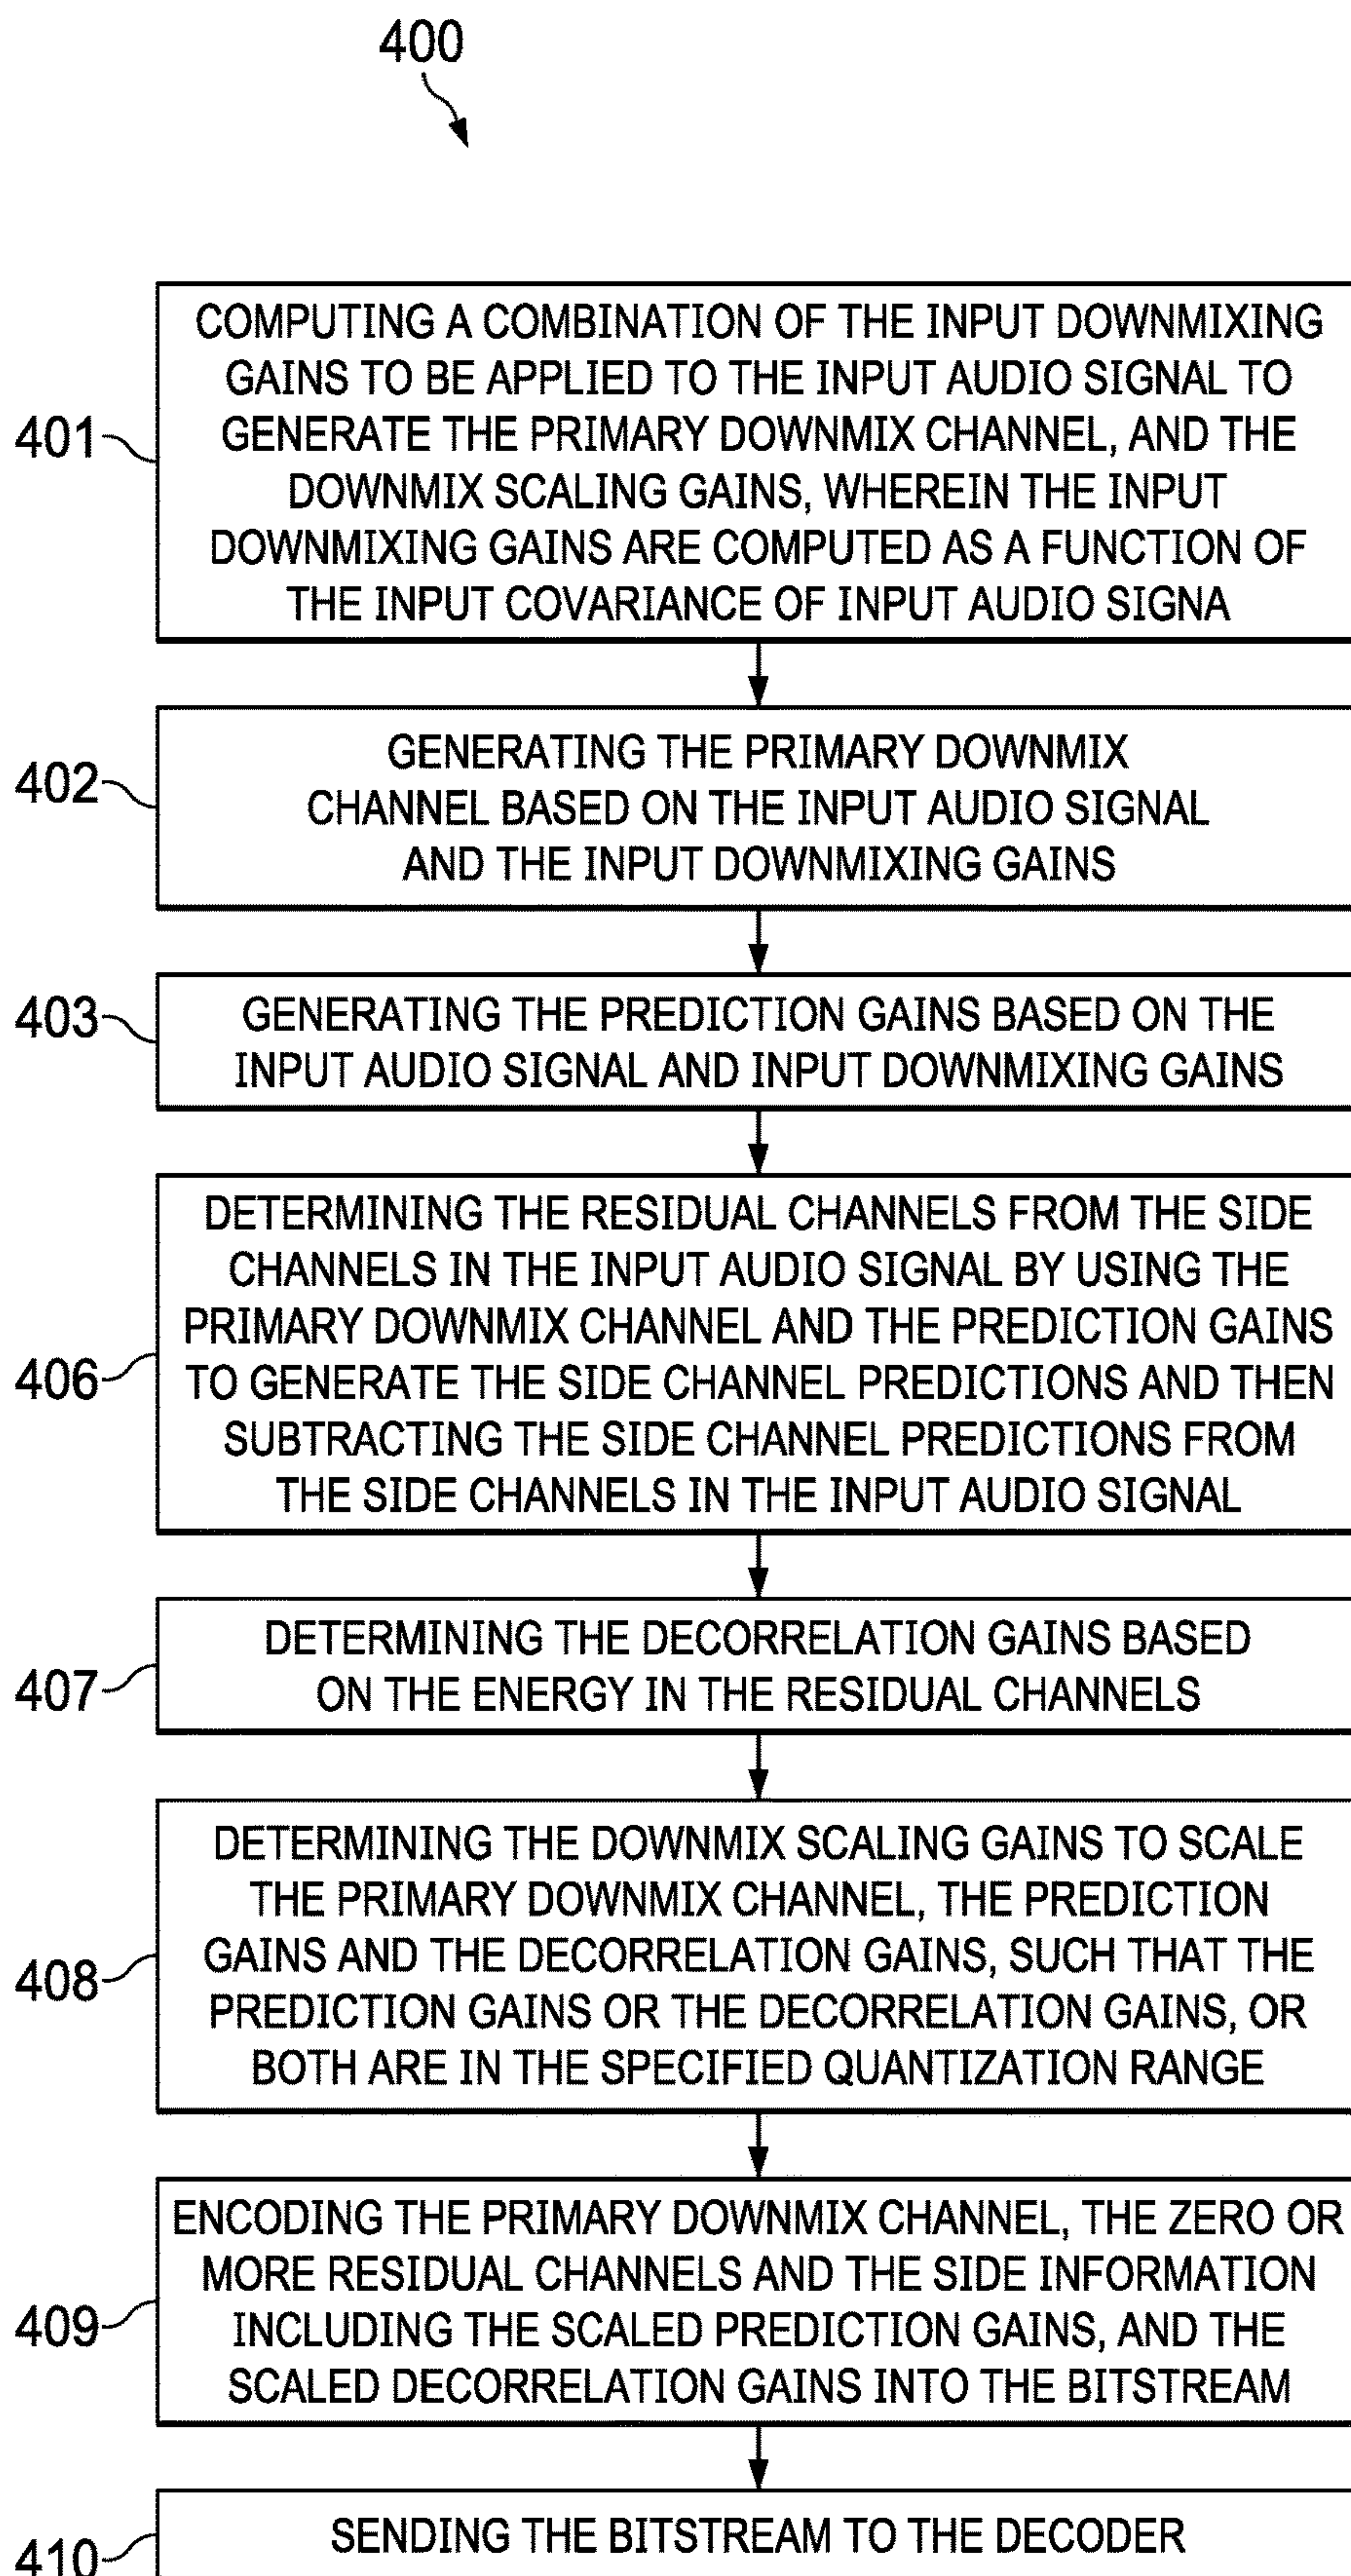 400
401
COMPUTING A COMBINATION OF THE INPUT DOWNMIXING
GAINS TO BE APPLIED TO THE INPUT AUDIO SIGNAL TO
GENERATE THE PRIMARY DOWNMIX CHANNEL, AND THE
DOWNMIX SCALING GAINS, WHEREIN THE INPUT
DOWNMIXING GAINS ARE COMPUTED AS A FUNCTION OF
THE INPUT COVARIANCE OF INPUT AUDIO SIGNA
402
GENERATING THE PRIMARY DOWNMIX
CHANNEL BASED ON THE INPUT AUDIO SIGNAL
AND THE INPUT DOWNMIXING GAINS
403
GENERATING THE PREDICTION GAINS BASED ON THE
INPUT AUDIO SIGNAL AND INPUT DOWNMIXING GAINS
406
DETERMINING THE RESIDUAL CHANNELS FROM THE SIDE
CHANNELS IN THE INPUT AUDIO SIGNAL BY USING THE
PRIMARY DOWNMIX CHANNEL AND THE PREDICTION GAINS
TO GENERATE THE SIDE CHANNEL PREDICTIONS AND THEN
SUBTRACTING THE SIDE CHANNEL PREDICTIONS FROM
THE SIDE CHANNELS IN THE INPUT AUDIO SIGNAL
407
DETERMINING THE DECORRELATION GAINS BASED
ON THE ENERGY IN THE RESIDUAL CHANNELS
408
DETERMINING THE DOWNMIX SCALING GAINS TO SCALE
THE PRIMARY DOWNMIX CHANNEL, THE PREDICTION
GAINS AND THE DECORRELATION GAINS, SUCH THAT THE
PREDICTION GAINS OR THE DECORRELATION GAINS, OR
BOTH ARE IN THE SPECIFIED QUANTIZATION RANGE
409
ENCODING THE PRIMARY DOWNMIX CHANNEL, THE ZERO OR
MORE RESIDUAL CHANNELS AND THE SIDE INFORMATION
INCLUDING THE SCALED PREDICTION GAINS, AND THE
SCALED DECORRELATION GAINS INTO THE BITSTREAM
410
SENDING THE BITSTREAM TO THE DECODER